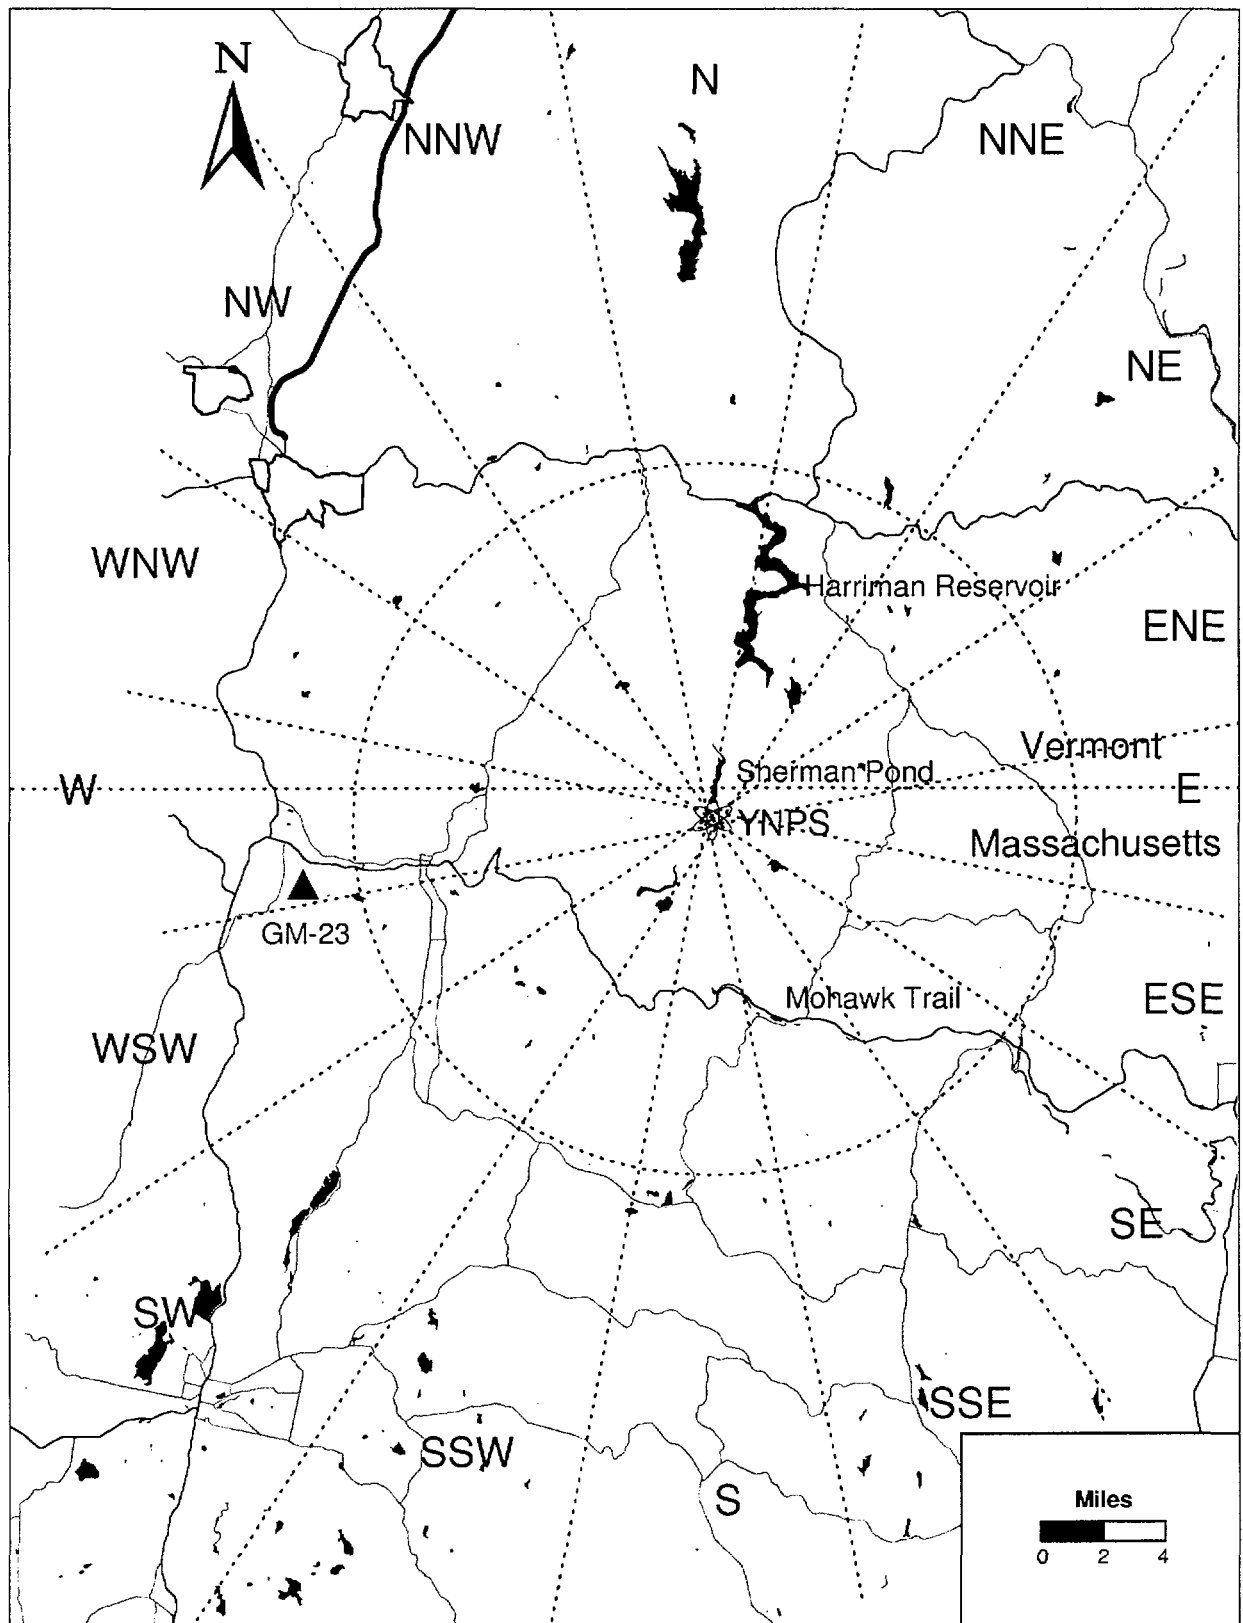 N
N
NNW
NNE
NW
NE
WNW
Harriman Reservoir
ENE
Vermont
Sherman Pond
W
E
YNPS
Massachusetts
GM-23
Mohawk Trail
ESE
WSW
SE
SW
SSE
SSW
S
Miles
0 2 4